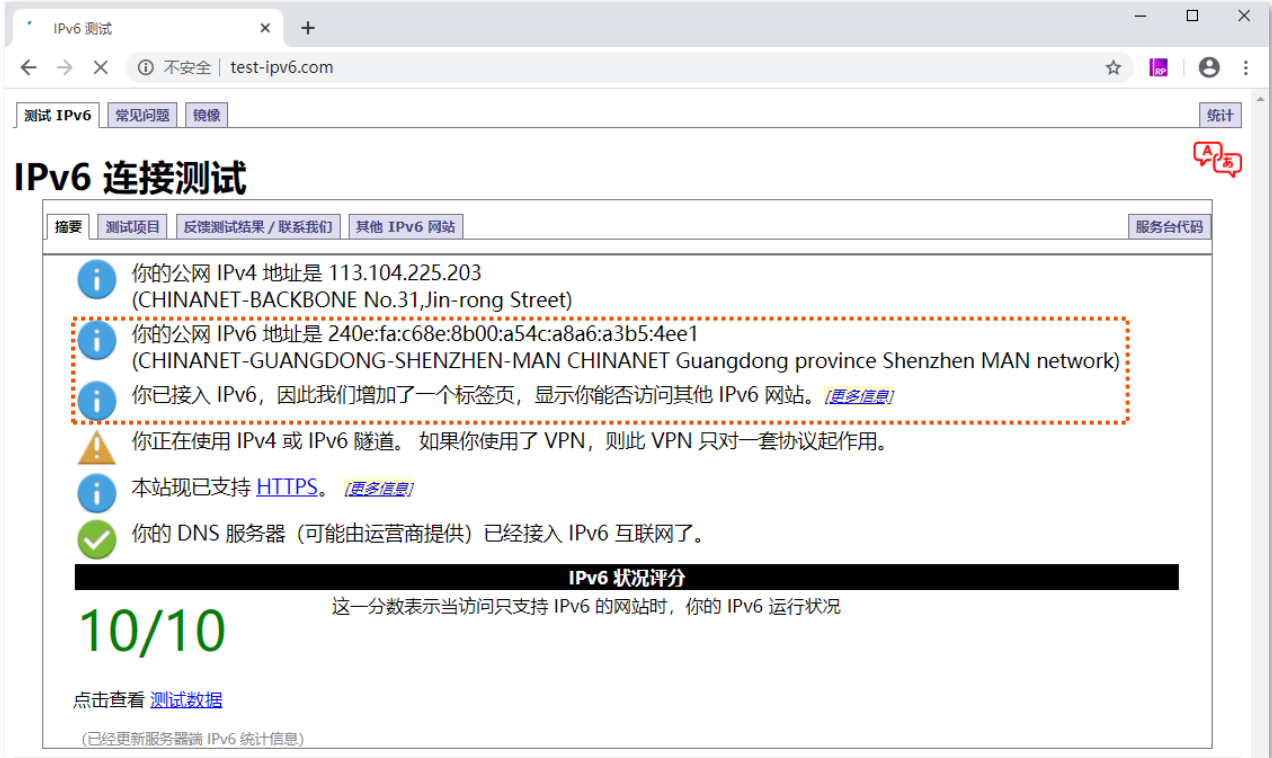 IPv6 测试
不安全 | test-ipv6.com
RP
测试 IPv6 常见问题 镜像 统计
A あ
IPv6 连接测试
摘要 测试项目 反馈测试结果 / 联系我们 其他 IPv6 网站 服务台代码
你的公网 IPv4 地址是 113.104.225.203
(CHINANET-BACKBONE No.31,Jin-rong Street)
你的公网 IPv6 地址是 240e:fa:c68e:8b00:a54c:a8a6:a3b5:4ee1
(CHINANET-GUANGDONG-SHENZHEN-MAN CHINANET Guangdong province Shenzhen MAN network)
你已接入 IPv6，因此我们增加了一个标签页，显示你能否访问其他 IPv6 网站。 [更多信息]
你正在使用 IPv4 或 IPv6 隧道。 如果你使用了 VPN，则此 VPN 只对一套协议起作用。
本站现已支持 HTTPS。 [更多信息]
你的 DNS 服务器（可能由运营商提供）已经接入 IPv6 互联网了。
IPv6 状况评分
10/10 这一分数表示当访问只支持 IPv6 的网站时，你的 IPv6 运行状况
点击查看 测试数据
(已经更新服务器端 IPv6 统计信息)